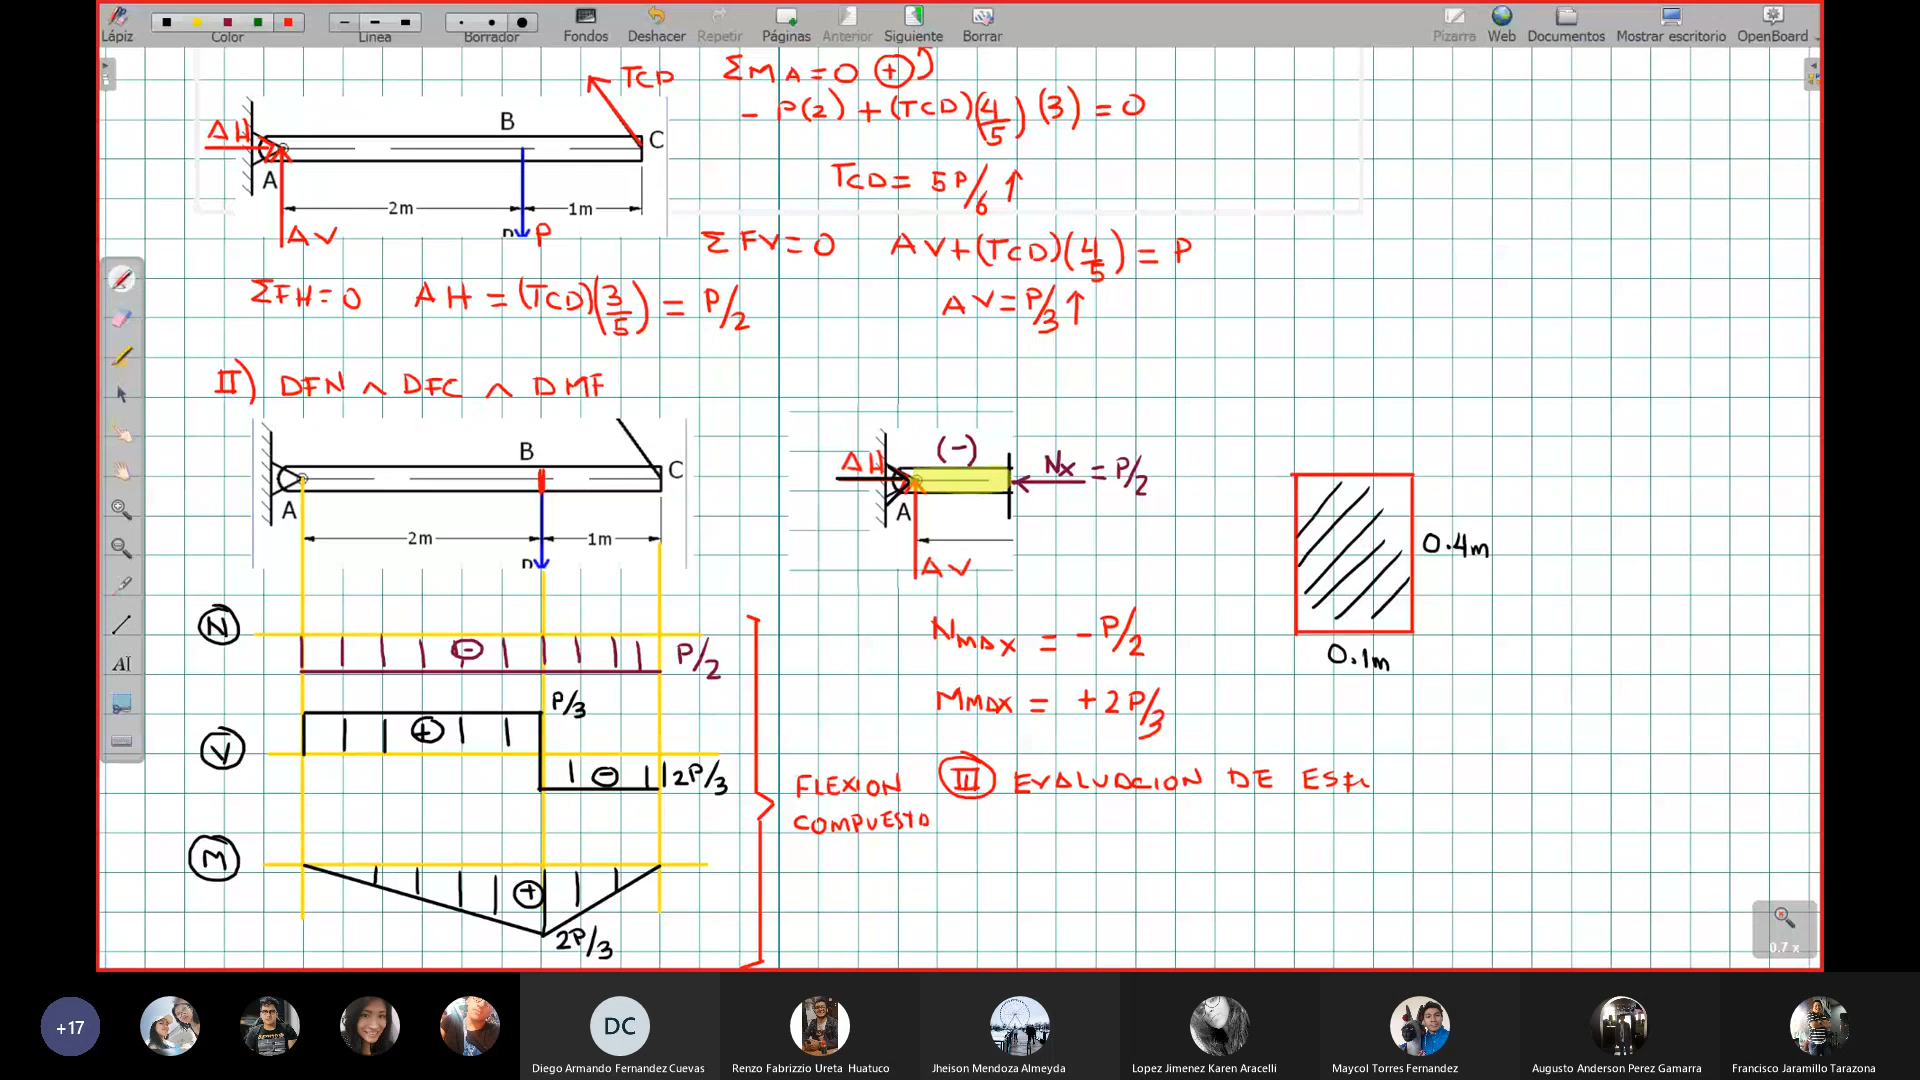 Lápiz
Color
Linea
Borrador
Fondos
Deshacer
Repetir
Páginas
Anterior
Siguiente
Borrar
Pizarra
Web
Documentos
Mostrar escritorio
OpenBoard
TCD
ΣMA = 0 (+)
- P(2) + (TCD)(4/5)(3) = 0
TCD = 5P/6 ↑
AH
A
B
C
2m
1m
AV
P
ΣFV = 0 AV + (TCD)(4/5) = P
AV = P/3 ↑
ΣFH = 0 AH = (TCD)(3/5) = P/2
II) DFN ∧ DFC ∧ DMF
A
B
C
2m
1m
AH
(-)
Nx = P/2
A
AV
0.4m
0.1m
N
-
P/2
V
+
P/3
-
2P/3
M
+
2P/3
FLEXION
COMPUESTA
NMAX = - P/2
MMAX = + 2P/3
III EVALUACION DE
AI
0.7 x
+17
DC
Diego Armando Fernandez Cuevas
Renzo Fabrizzio Ureta Huatuco
Jheison Mendoza Almeyda
Lopez Jimenez Karen Aracelli
Maycol Torres Fernandez
Augusto Anderson Perez Gamarra
Francisco Jaramillo Tarazona